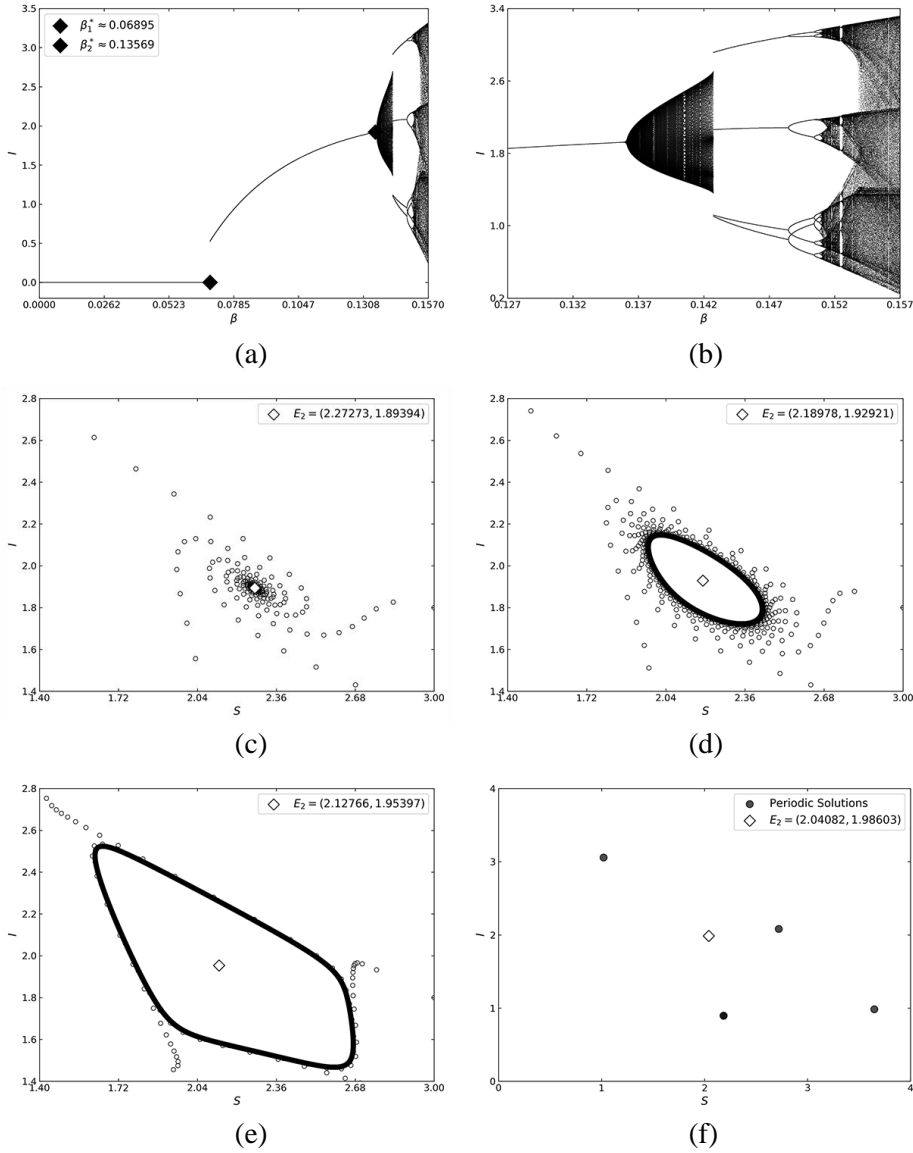 β₁* ≈ 0.06895
β₂* ≈ 0.13569
3.5
3.0
2.5
2.0
1.5
1.0
0.5
0.0
I
0.0000 0.0262 0.0523 0.0785 0.1047 0.1308 0.1570
β
(a)
3.4
2.6
1.8
1.0
0.2
I
0.127 0.132 0.137 0.142 0.147 0.152 0.157
β
(b)
E₂ = (2.27273, 1.89394)
2.8
2.6
2.4
2.2
2.0
1.8
1.6
1.4
I
1.40 1.72 2.04 2.36 2.68 3.00
S
(c)
E₂ = (2.18978, 1.92921)
2.8
2.6
2.4
2.2
2.0
1.8
1.6
1.4
I
1.40 1.72 2.04 2.36 2.68 3.00
S
(d)
E₂ = (2.12766, 1.95397)
2.8
2.6
2.4
2.2
2.0
1.8
1.6
1.4
I
1.40 1.72 2.04 2.36 2.68 3.00
S
(e)
Periodic Solutions
E₂ = (2.04082, 1.98603)
4
3
2
1
0
I
0 1 2 3 4
S
(f)